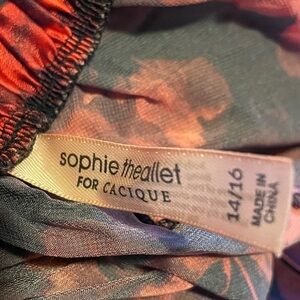 sophie theallet
FOR CACIQUE
14/16
MADE IN
CHINA